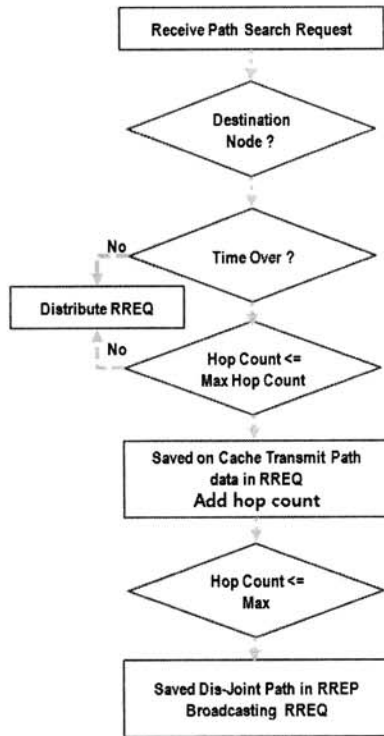 Receive Path Search Request
Destination
Node ?
No
Time Over ?
Distribute RREQ
No
Hop Count <=
Max Hop Count
Saved on Cache Transmit Path
data in RREQ
Add hop count
Hop Count <=
Max
Saved Dis-Joint Path in RREP
Broadcasting RREQ